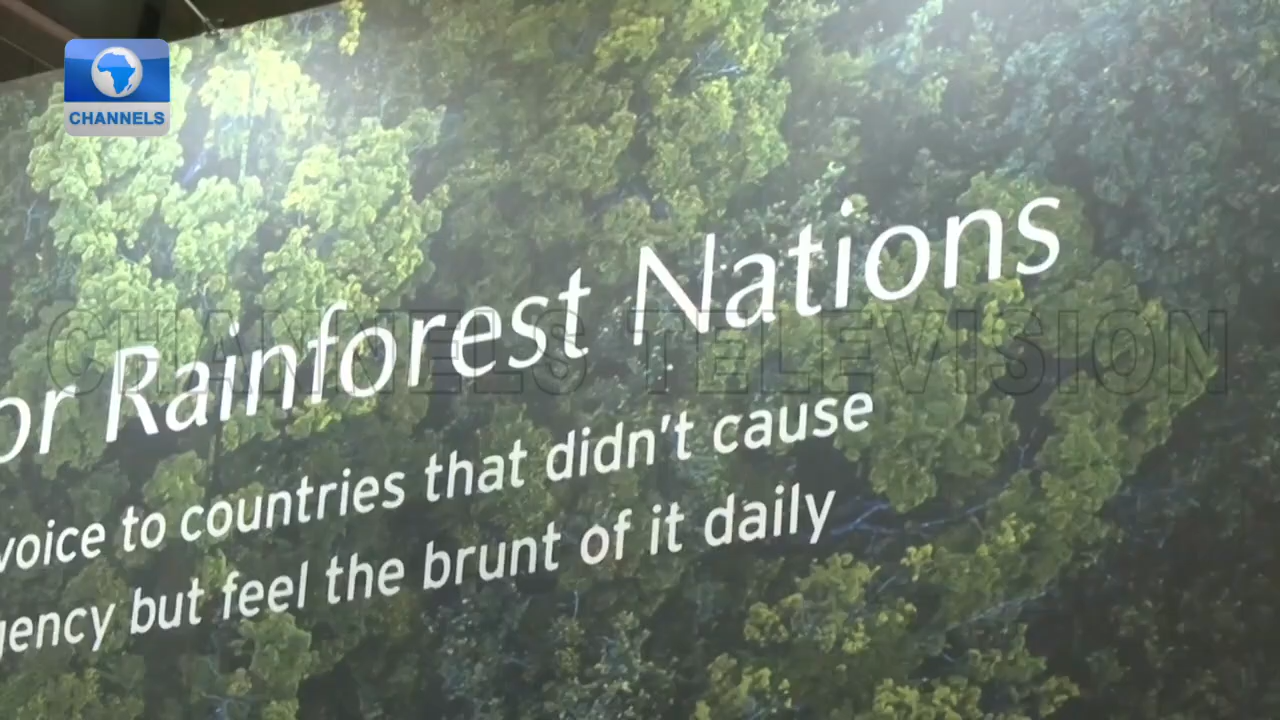 CHANNELS
or Rainforest Nations
CHANNELS TELEVISION
voice to countries that didn't cause
gency but feel the brunt of it daily